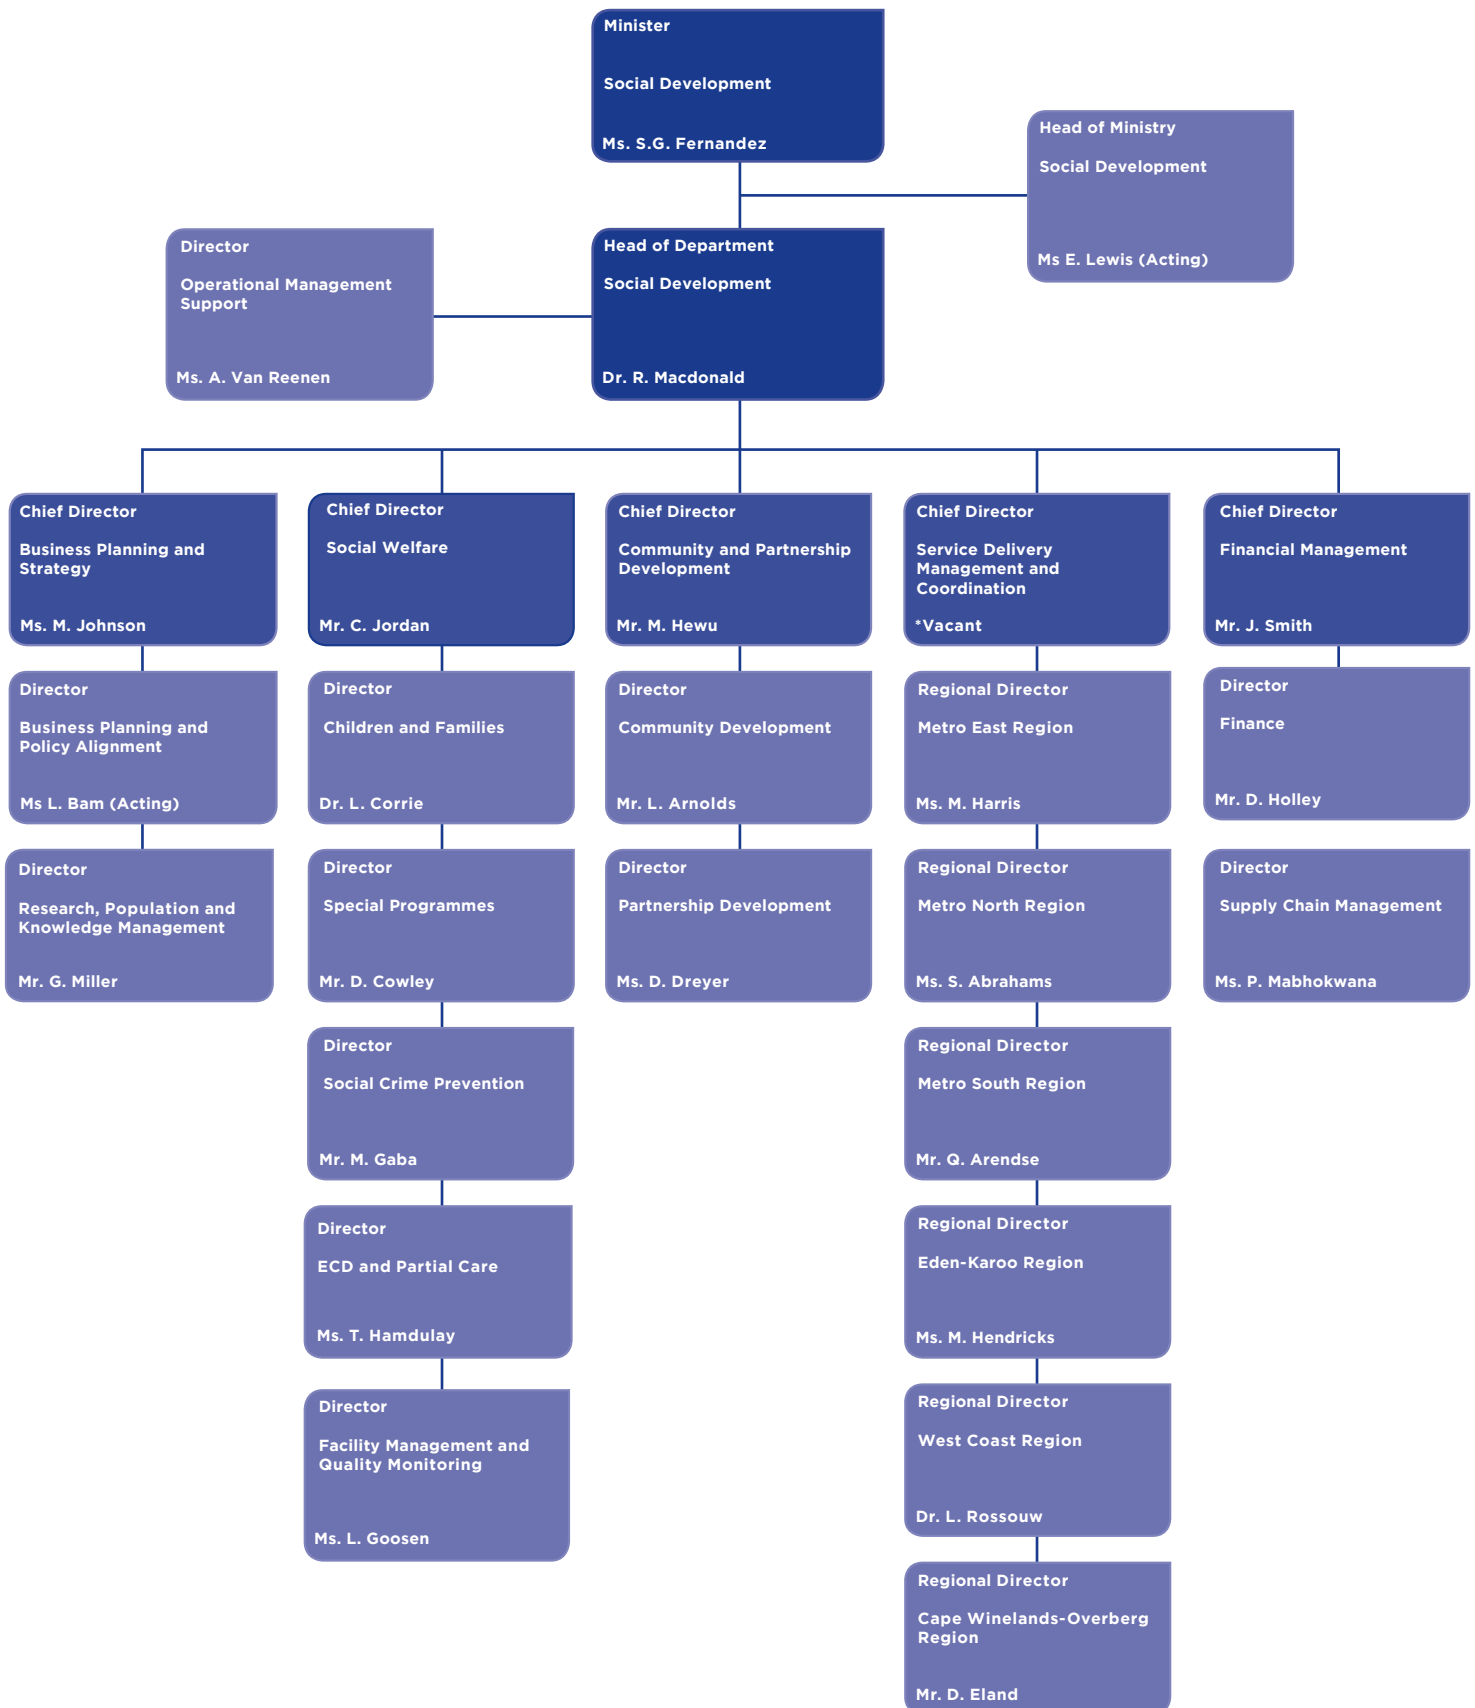 Minister
Social Development
Ms. S.G. Fernandez
Head of Ministry
Social Development
Ms E. Lewis (Acting)
Director
Operational Management
Support
Ms. A. Van Reenen
Head of Department
Social Development
Dr. R. Macdonald
Chief Director
Business Planning and
Strategy
Ms. M. Johnson
Director
Business Planning and
Policy Alignment
Ms L. Bam (Acting)
Director
Research, Population and
Knowledge Management
Mr. G. Miller
Chief Director
Social Welfare
Mr. C. Jordan
Director
Children and Families
Dr. L. Corrie
Director
Special Programmes
Mr. D. Cowley
Director
Social Crime Prevention
Mr. M. Gaba
Director
ECD and Partial Care
Ms. T. Hamdulay
Director
Facility Management and
Quality Monitoring
Ms. L. Goosen
Chief Director
Community and Partnership
Development
Mr. M. Hewu
Director
Community Development
Mr. L. Arnolds
Director
Partnership Development
Ms. D. Dreyer
Chief Director
Service Delivery
Management and
Coordination
*Vacant
Regional Director
Metro East Region
Ms. M. Harris
Regional Director
Metro North Region
Ms. S. Abrahams
Regional Director
Metro South Region
Mr. Q. Arendse
Regional Director
Eden-Karoo Region
Ms. M. Hendricks
Regional Director
West Coast Region
Dr. L. Rossouw
Regional Director
Cape Winelands-Overberg
Region
Mr. D. Eland
Chief Director
Financial Management
Mr. J. Smith
Director
Finance
Mr. D. Holley
Director
Supply Chain Management
Ms. P. Mabhokwana